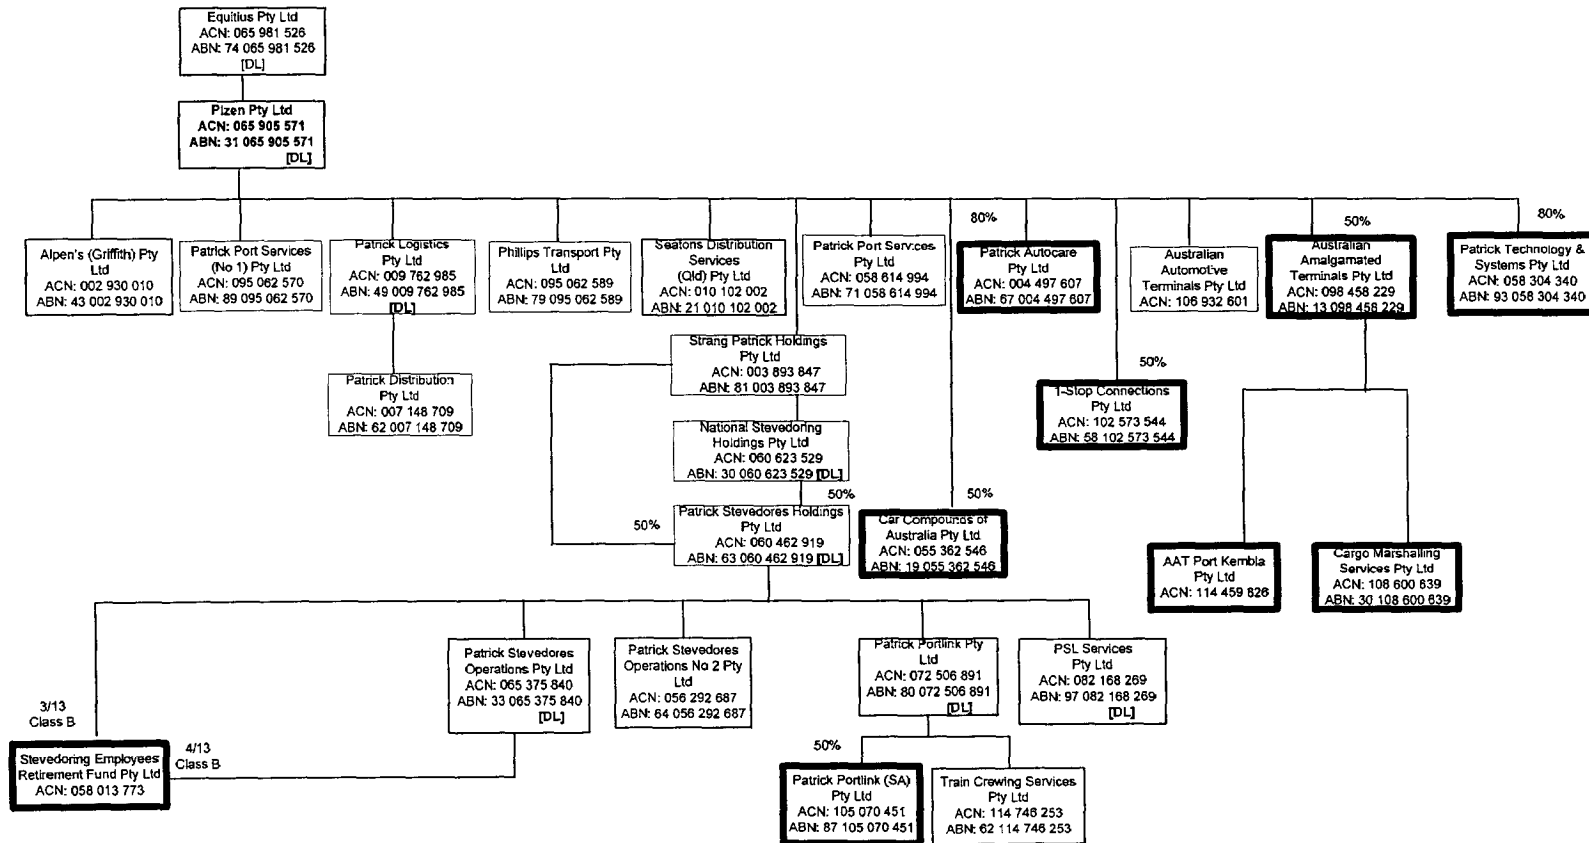 Equitius Pty Ltd
ACN: 065 981 526
ABN: 74 065 981 526
[DL]
Plzen Pty Ltd
ACN: 065 905 571
ABN: 31 065 905 571
[DL]
Alpen's (Griffith) Pty
Ltd
ACN: 002 930 010
ABN: 43 002 930 010
Patrick Port Services
(No 1) Pty Ltd
ACN: 095 062 570
ABN: 89 095 062 570
Patrick Logistics
Pty Ltd
ACN: 009 762 985
ABN: 49 009 762 985
[DL]
Phillips Transport Pty
Ltd
ACN: 095 062 589
ABN: 79 095 062 589
Seatons Distribution
Services
(Qld) Pty Ltd
ACN: 010 102 002
ABN: 21 010 102 002
Patrick Port Services
Pty Ltd
ACN: 058 614 994
ABN: 71 058 614 994
80%
Patrick Autocare
Pty Ltd
ACN: 004 497 607
ABN: 67 004 497 607
Australian
Automotive
Terminals Pty Ltd
ACN: 106 932 601
50%
Australian
Amalgamated
Terminals Pty Ltd
ACN: 098 458 229
ABN: 13 098 458 229
80%
Patrick Technology &
Systems Pty Ltd
ACN: 058 304 340
ABN: 93 058 304 340
Patrick Distribution
Pty Ltd
ACN: 007 148 709
ABN: 62 007 148 709
Strang Patrick Holdings
Pty Ltd
ACN: 003 893 847
ABN: 81 003 893 847
50%
1-Stop Connections
Pty Ltd
ACN: 102 573 544
ABN: 58 102 573 544
National Stevedoring
Holdings Pty Ltd
ACN: 060 623 529
ABN: 30 060 623 529 [DL]
50%
50%
Patrick Stevedores Holdings
Pty Ltd
ACN: 060 462 919
ABN: 63 060 462 919 [DL]
50%
Car Compounds of
Australia Pty Ltd
ACN: 055 362 546
ABN: 19 055 362 546
AAT Port Kembla
Pty Ltd
ACN: 114 459 826
Cargo Marshalling
Services Pty Ltd
ACN: 108 600 639
ABN: 30 108 600 639
Patrick Stevedores
Operations Pty Ltd
ACN: 065 375 840
ABN: 33 065 375 840
[DL]
Patrick Stevedores
Operations No 2 Pty
Ltd
ACN: 056 292 687
ABN: 64 056 292 687
Patrick Portlink Pty
Ltd
ACN: 072 506 891
ABN: 80 072 506 891
[DL]
PSL Services
Pty Ltd
ACN: 082 168 269
ABN: 97 082 168 269
[DL]
3/13
Class B
4/13
Class B
Stevedoring Employees
Retirement Fund Pty Ltd
ACN: 058 013 773
50%
Patrick Portlink (SA)
Pty Ltd
ACN: 105 070 451
ABN: 87 105 070 451
Train Crewing Services
Pty Ltd
ACN: 114 746 253
ABN: 62 114 746 253